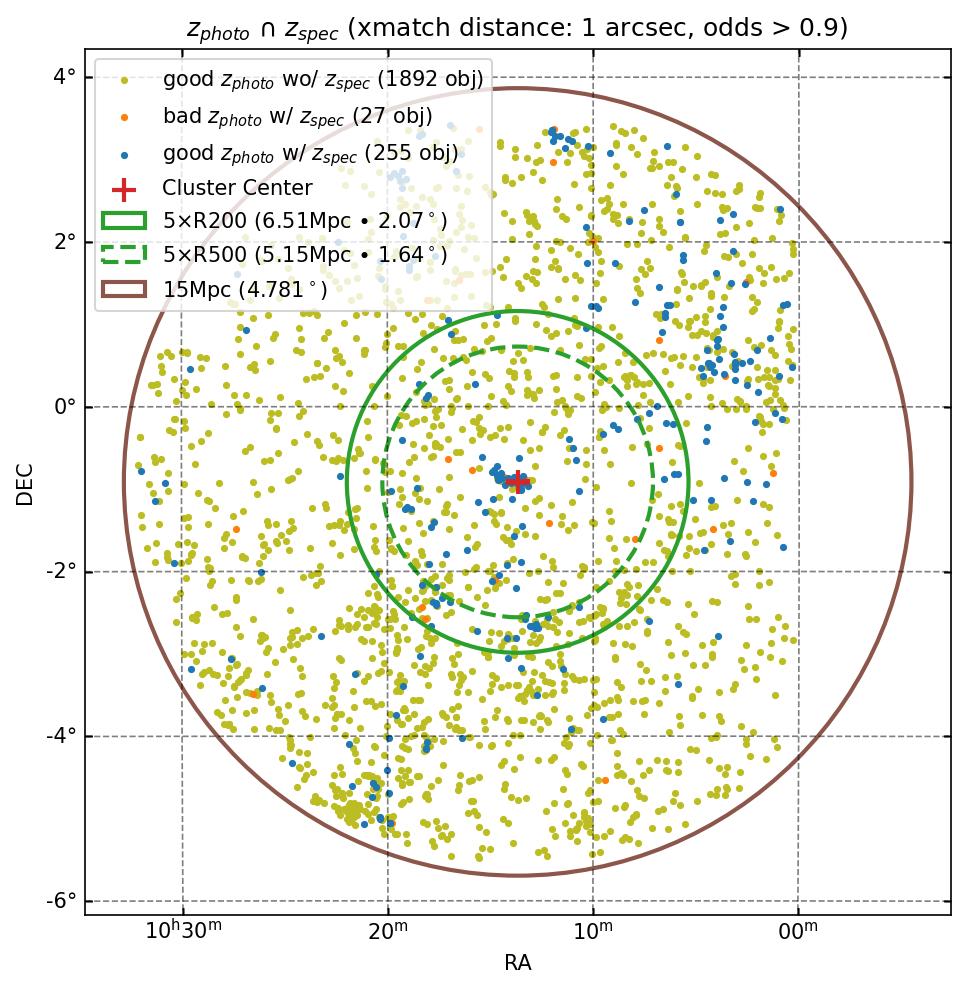 z_photo ∩ z_spec (xmatch distance: 1 arcsec, odds > 0.9)
good z_photo wo/ z_spec (1892 obj)
bad z_photo w/ z_spec (27 obj)
good z_photo w/ z_spec (255 obj)
Cluster Center
5×R200 (6.51Mpc • 2.07°)
5×R500 (5.15Mpc • 1.64°)
15Mpc (4.781°)
4°
2°
0°
-2°
-4°
-6°
DEC
10ʰ30ᵐ
20ᵐ
10ᵐ
00ᵐ
RA